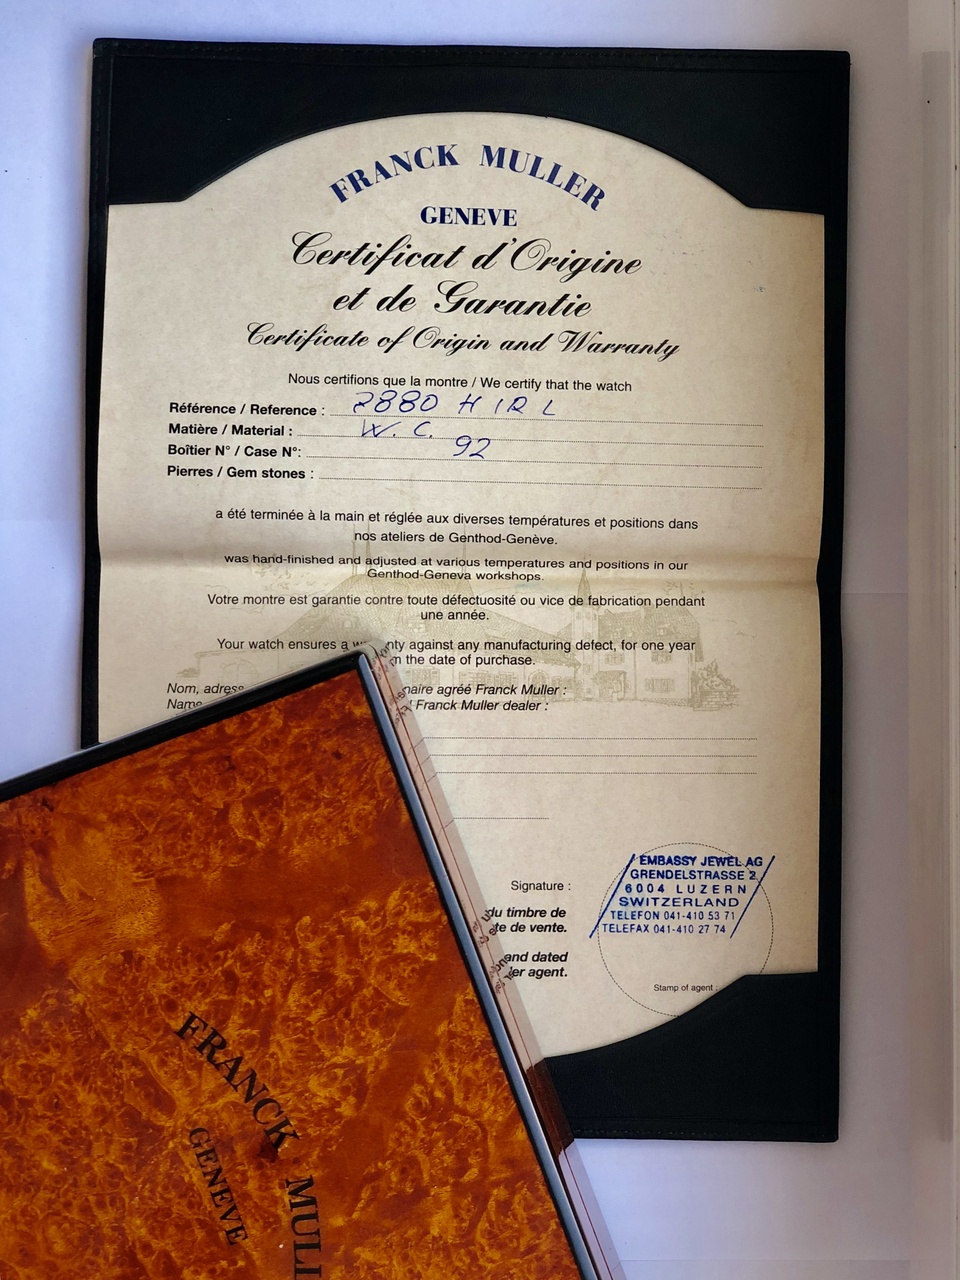 FRANCK MULLER
GENEVE
Certificat d'Origine
et de Garantie
Certificate of Origin and Warranty
Nous certifions que la montre / We certify that the watch
Référence / Reference : 2880 H IR L
Matière / Material : W. C.
Boîtier N° / Case N°: 92
Pierres / Gem stones :
a été terminée à la main et réglée aux diverses températures et positions dans
nos ateliers de Genthod-Genève.
was hand-finished and adjusted at various temperatures and positions in our
Genthod-Geneva workshops.
Votre montre est garantie contre toute défectuosité ou vice de fabrication pendant
une année.
Your watch ensures a nty against any manufacturing defect, for one year
the date of purchase.
Nom, adress naire agréé Franck Muller :
Name Franck Muller dealer :
EMBASSY JEWEL AG
GRENDELSTRASSE 2
6004 LUZERN
SWITZERLAND
TELEFON 041-410 53 71
TELEFAX 041-410 27 74
Signature :
du timbre de
te de vente.
and dated
er agent.
Stamp of agent :
FRANCK MULL
GENEVE